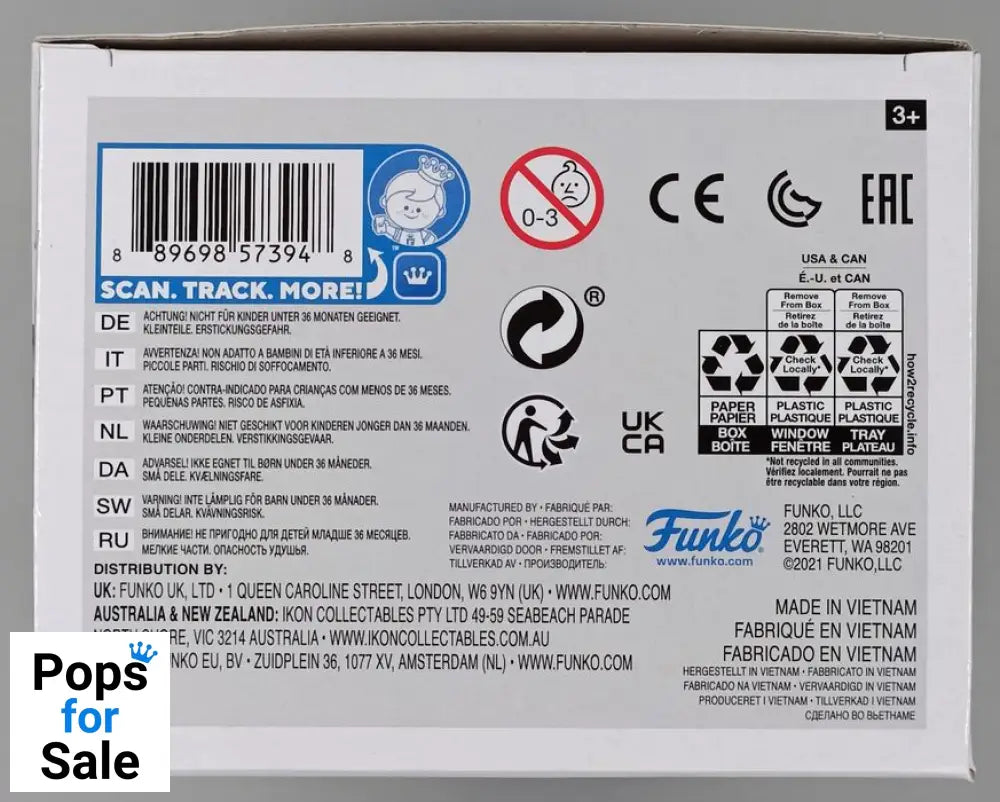 3+
8 89698 57394 8
SCAN. TRACK. MORE!
™
DE ACHTUNG! NICHT FÜR KINDER UNTER 36 MONATEN GEEIGNET.
KLEINTEILE. ERSTICKUNGSGEFAHR.
IT AVVERTENZA! NON ADATTO A BAMBINI DI ETÀ INFERIORE A 36 MESI.
PICCOLE PARTI. RISCHIO DI SOFFOCAMENTO.
PT ATENÇÃO! CONTRA-INDICADO PARA CRIANÇAS COM MENOS DE 36 MESES.
PEQUENAS PARTES. RISCO DE ASFIXIA.
NL WAARSCHUWING! NIET GESCHIKT VOOR KINDEREN JONGER DAN 36 MAANDEN.
KLEINE ONDERDELEN. VERSTIKKINGSGEVAAR.
DA ADVARSEL! IKKE EGNET TIL BØRN UNDER 36 MÅNEDER.
SMÅ DELE. KVÆLNINGSFARE.
SW VARNING! INTE LÄMPLIG FÖR BARN UNDER 36 MÅNADER.
SMÅ DELAR. KVÄVNINGSRISK.
RU ВНИМАНИЕ! НЕ ПРИГОДНО ДЛЯ ДЕТЕЙ МЛАДШЕ 36 МЕСЯЦЕВ.
МЕЛКИЕ ЧАСТИ. ОПАСНОСТЬ УДУШЬЯ.
0-3
CE
EAC
®
UK
CA
USA & CAN
É.-U. et CAN
Remove
From Box
Retirez
de la boîte
Remove
From Box
Retirez
de la boîte
Check
Locally*
Check
Locally*
PAPER
PAPIER
BOX
BOÎTE
PLASTIC
PLASTIQUE
WINDOW
FENÊTRE
PLASTIC
PLASTIQUE
TRAY
PLATEAU
how2recycle.info
*Not recycled in all communities.
Vérifiez localement. Pourrait ne pas
être recyclable dans votre région.
MANUFACTURED BY • FABRIQUÉ PAR:
FABRICADO POR • HERGESTELLT DURCH:
FABBRICATO DA • FABRICADO POR:
VERVAARDIGD DOOR • FREMSTILLET AF:
TILLVERKAD AV • ПРОИЗВОДИТЕЛЬ:
Funko
www.funko.com
FUNKO, LLC
2802 WETMORE AVE
EVERETT, WA 98201
©2021 FUNKO,LLC
DISTRIBUTION BY:
UK: FUNKO UK, LTD • 1 QUEEN CAROLINE STREET, LONDON, W6 9YN (UK) • WWW.FUNKO.COM
AUSTRALIA & NEW ZEALAND: IKON COLLECTABLES PTY LTD 49-59 SEABEACH PARADE
NORTH SHORE, VIC 3214 AUSTRALIA • WWW.IKONCOLLECTABLES.COM.AU
NKO EU, BV • ZUIDPLEIN 36, 1077 XV, AMSTERDAM (NL) • WWW.FUNKO.COM
MADE IN VIETNAM
FABRIQUÉ EN VIETNAM
FABRICADO EN VIETNAM
HERGESTELLT IN VIETNAM • FABBRICATO IN VIETNAM
FABRICADO NA VIETNAM • VERVAARDIGD IN VIETNAM
PRODUCERET I VIETNAM • TILLVERKAD I VIETNAM
СДЕЛАНО ВО ВЬЕТНАМЕ
Pops
for
Sale